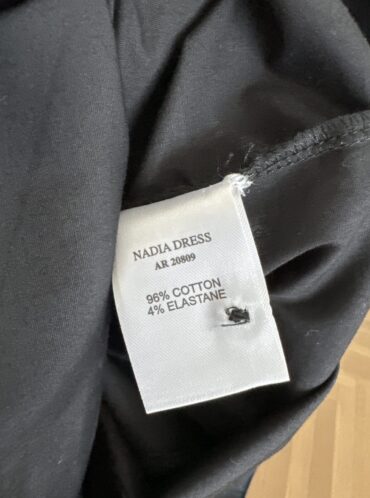 NADIA DRESS
AR 20809
96% COTTON
4% ELASTANE